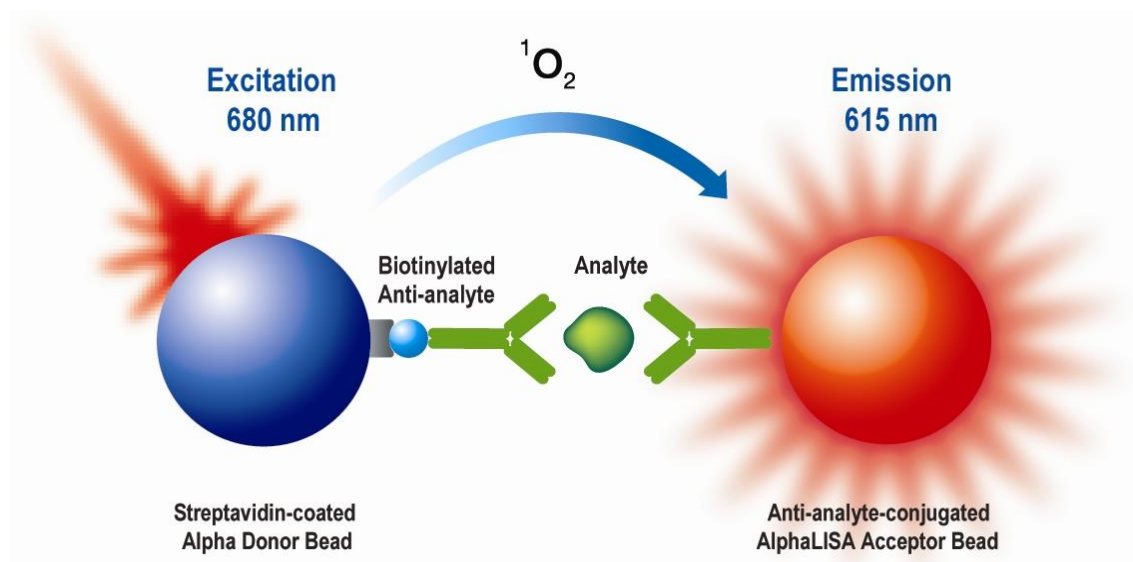 Excitation
680 nm
¹O₂
Emission
615 nm
Biotinylated
Anti-analyte
Analyte
Streptavidin-coated
Alpha Donor Bead
Anti-analyte-conjugated
AlphaLISA Acceptor Bead